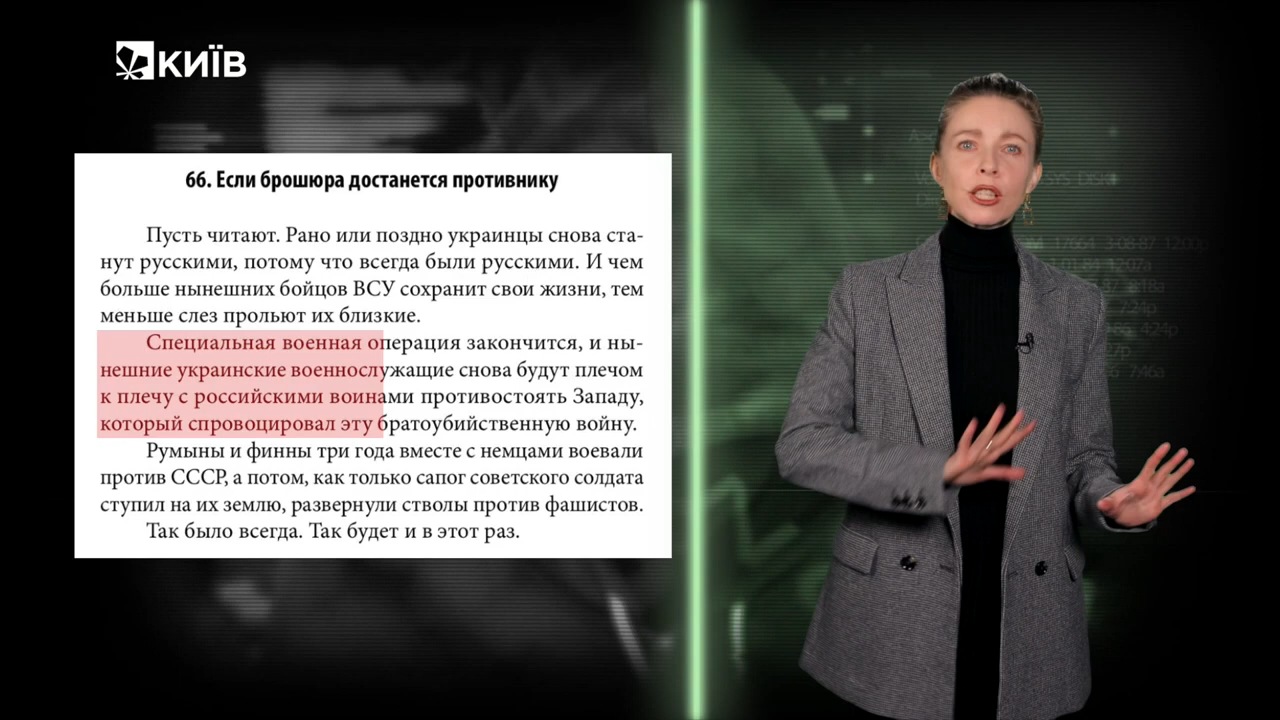 КИЇВ
66. Если брошюра достанется противнику
Пусть читают. Рано или поздно украинцы снова ста-
нут русскими, потому что всегда были русскими. И чем
больше нынешних бойцов ВСУ сохранит свои жизни, тем
меньше слез прольют их близкие.
Специальная военная операция закончится, и ны-
нешние украинские военнослужащие снова будут плечом
к плечу с российскими воинами противостоять Западу,
который спровоцировал эту братоубийственную войну.
Румыны и финны три года вместе с немцами воевали
против СССР, а потом, как только сапог советского солдата
ступил на их землю, развернули стволы против фашистов.
Так было всегда. Так будет и в этот раз.